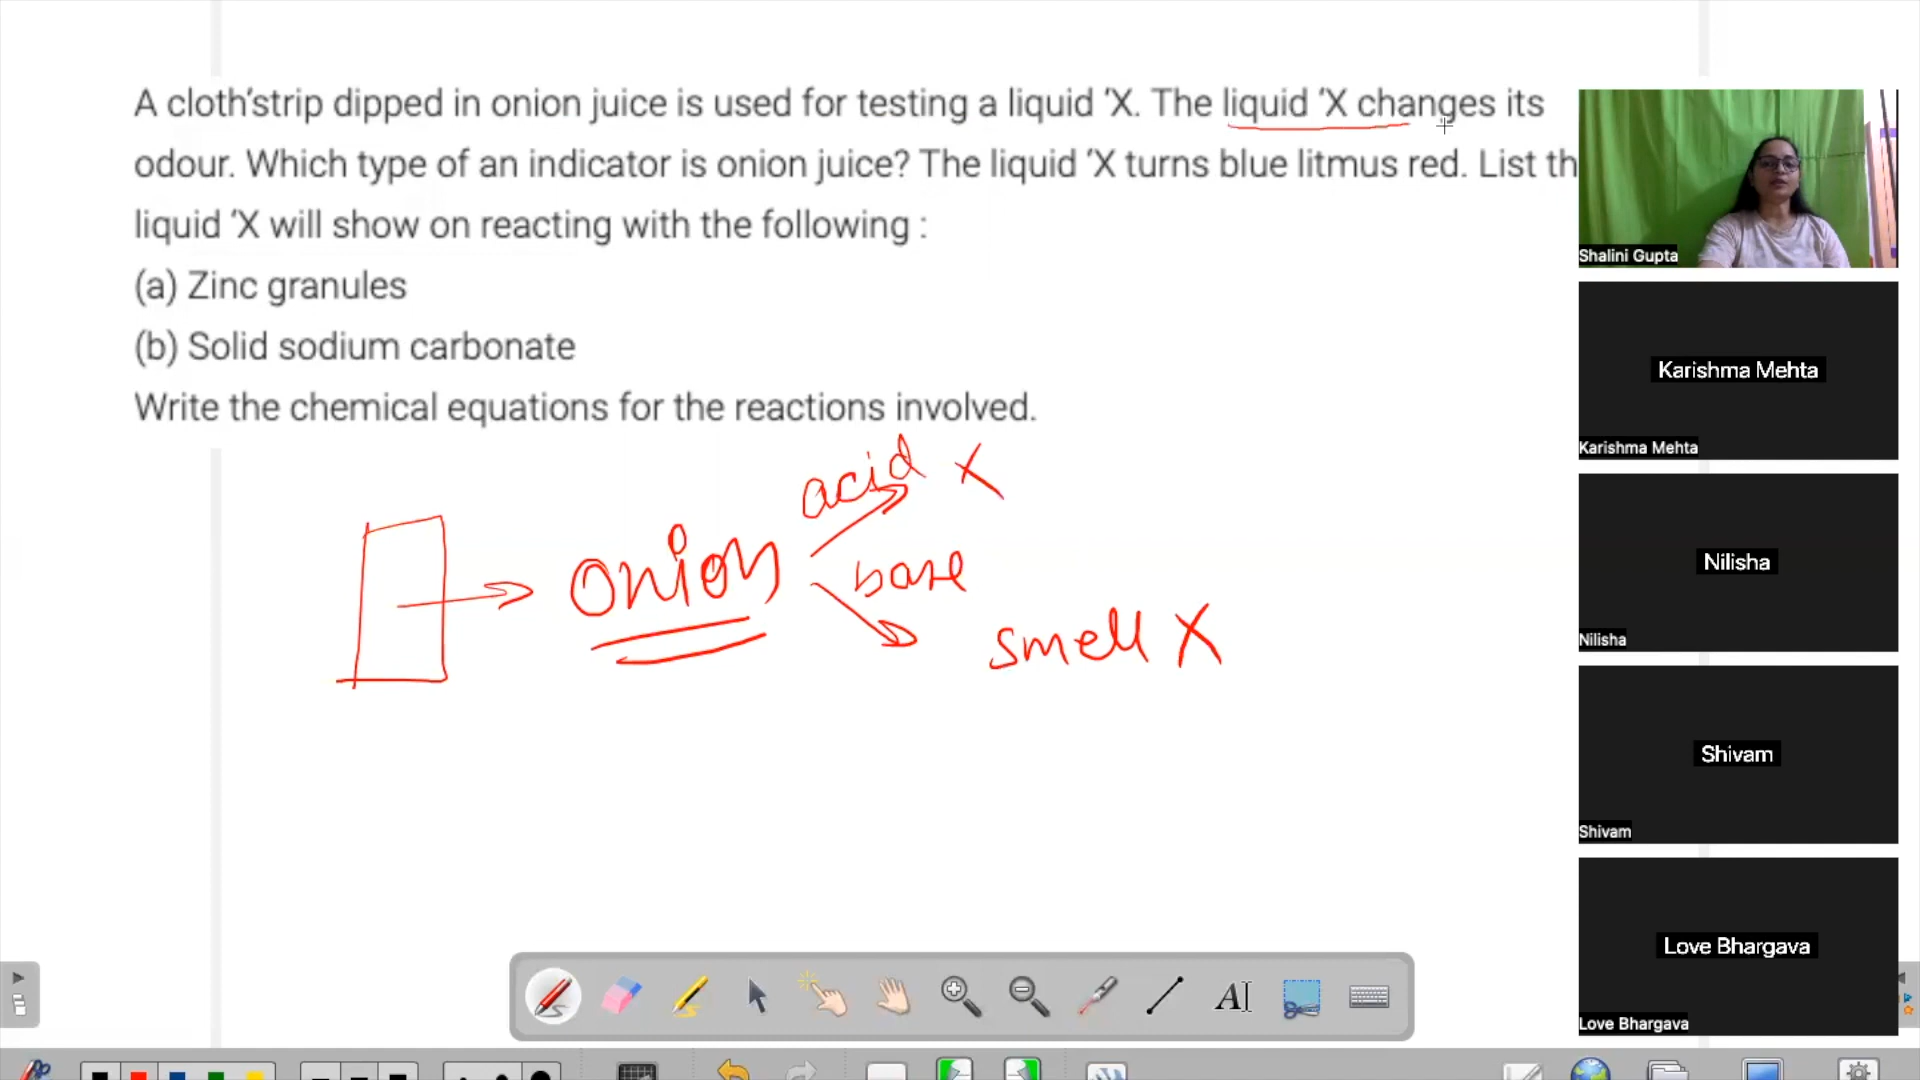 A cloth'strip dipped in onion juice is used for testing a liquid 'X. The liquid 'X changes its
odour. Which type of an indicator is onion juice? The liquid 'X turns blue litmus red. List th
liquid 'X will show on reacting with the following :
(a) Zinc granules
(b) Solid sodium carbonate
Write the chemical equations for the reactions involved.
acid X
onion
base
smell X
Shalini Gupta
Karishma Mehta
Karishma Mehta
Nilisha
Nilisha
Shivam
Shivam
Love Bhargava
Love Bhargava